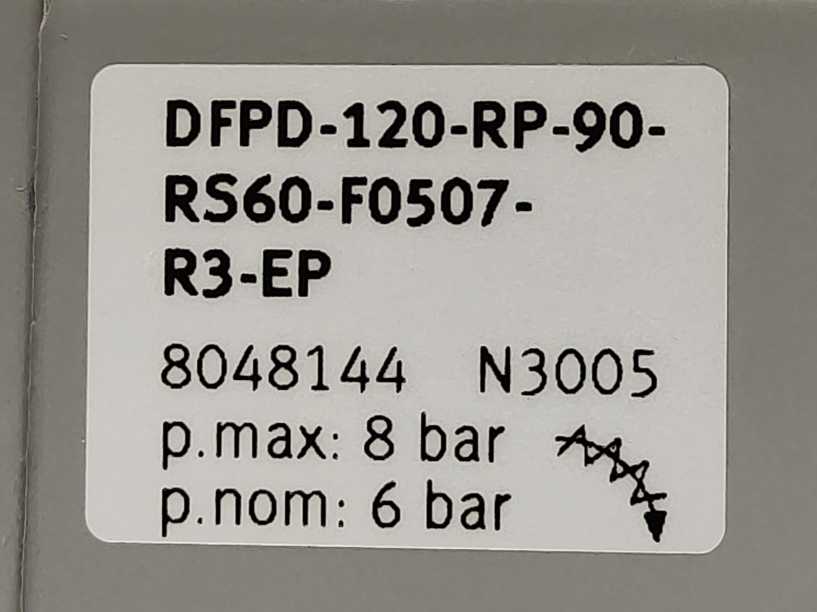 DFPD-120-RP-90-
RS60-F0507-
R3-EP
8048144 N3005
p.max: 8 bar
p.nom: 6 bar